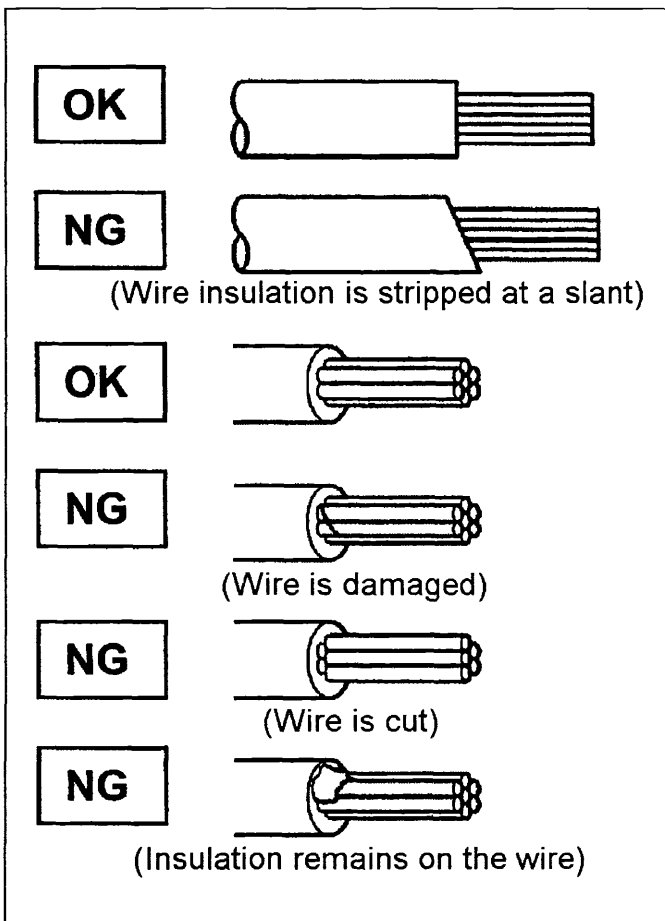 OK
NG
(Wire insulation is stripped at a slant)
OK
NG
(Wire is damaged)
NG
(Wire is cut)
NG
(Insulation remains on the wire)